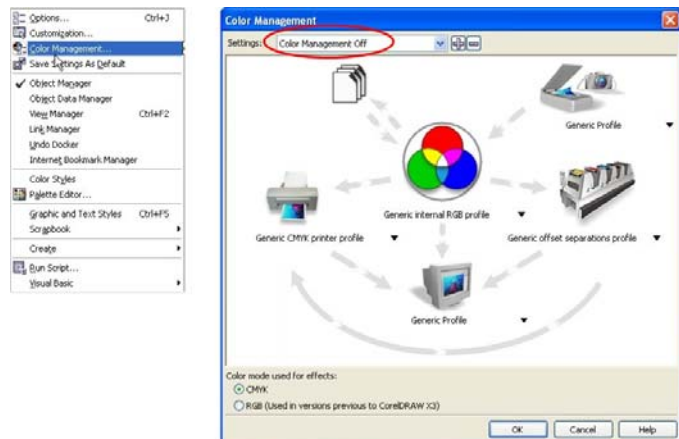 Options... Ctrl+J
Customization...
Color Management...
Save Settings As Default
Object Manager
Object Data Manager
View Manager Ctrl+F2
Link Manager
Undo Docker
Internet Bookmark Manager
Color Styles
Palette Editor...
Graphic and Text Styles Ctrl+F5
Scrapbook
Create
Run Script...
Visual Basic
Color Management
Settings: Color Management Off
Generic Profile
Generic internal RGB profile
Generic CMYK printer profile
Generic offset separations profile
Generic Profile
Color mode used for effects:
CMYK
RGB (Used in versions previous to CorelDRAW X3)
OK Cancel Help